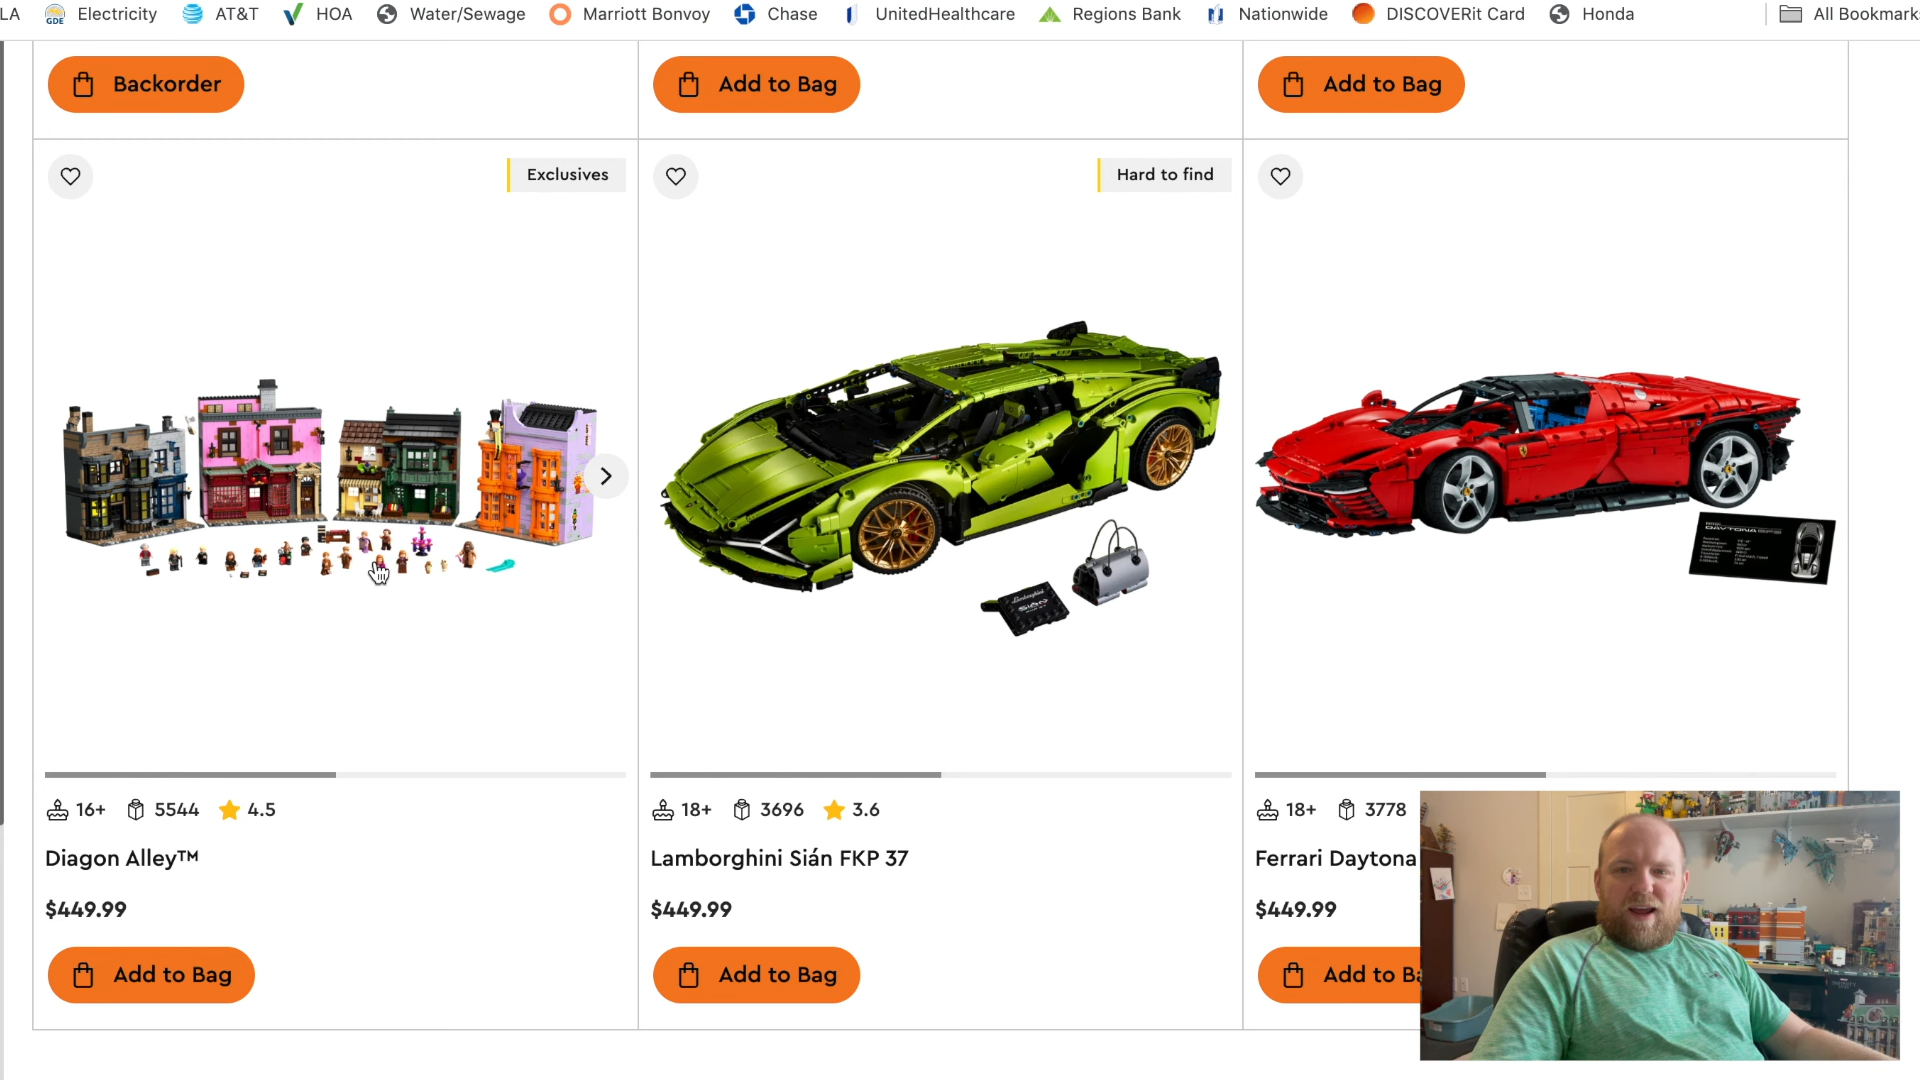 LA Electricity AT&T HOA Water/Sewage Marriott Bonvoy Chase UnitedHealthcare Regions Bank Nationwide DISCOVERit Card Honda All Bookmark
Backorder Add to Bag Add to Bag
Exclusives Hard to find
16+ 5544 4.5 18+ 3696 3.6 18+ 3778
Diagon Alley™ Lamborghini Sián FKP 37 Ferrari Daytona
$449.99 $449.99 $449.99
Add to Bag Add to Bag Add to Ba